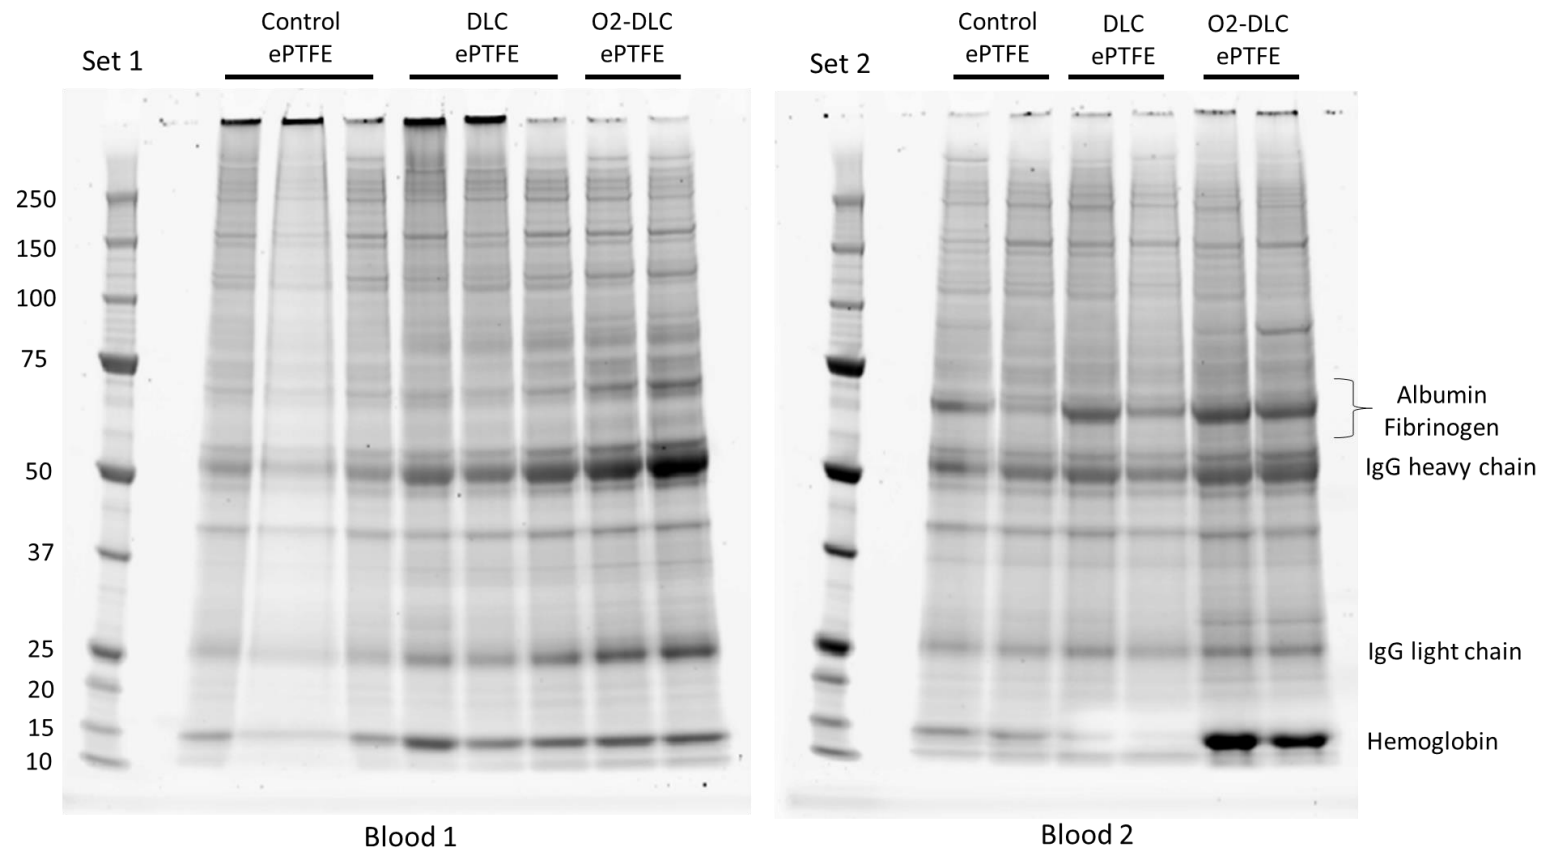 Set 1
Control
ePTFE
DLC
ePTFE
O2-DLC
ePTFE
250
150
100
75
50
37
25
20
15
10
Blood 1
Set 2
Control
ePTFE
DLC
ePTFE
O2-DLC
ePTFE
Albumin
Fibrinogen
IgG heavy chain
IgG light chain
Hemoglobin
Blood 2